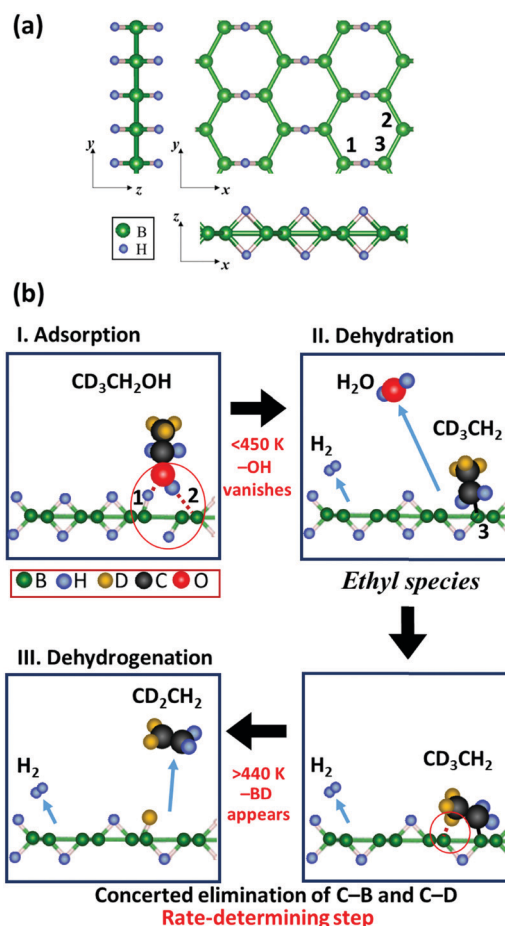 (a)
y
z
y
x
1
2
3
B
H
z
x
(b)
I. Adsorption
CD₃CH₂OH
1
2
B H D C O
<450 K
–OH
vanishes
II. Dehydration
H₂O
CD₃CH₂
H₂
3
Ethyl species
III. Dehydrogenation
CD₂CH₂
H₂
>440 K
–BD
appears
CD₃CH₂
H₂
Concerted elimination of C–B and C–D
Rate-determining step